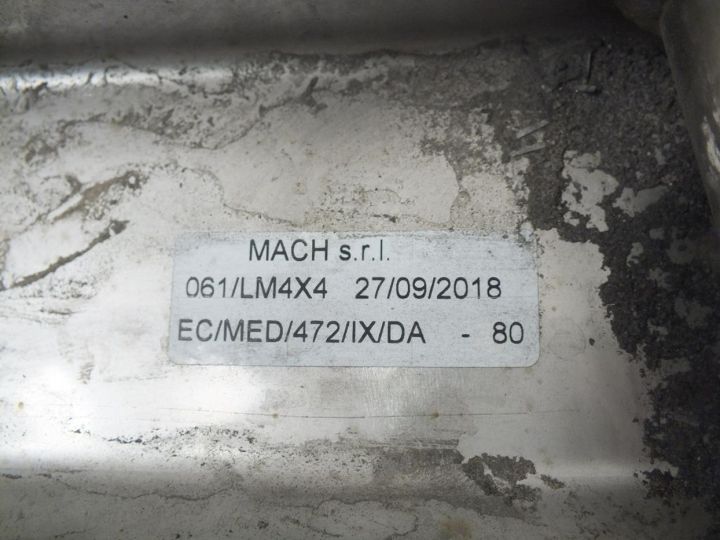 MACH s.r.l.
061/LM4X4 27/09/2018
EC/MED/472/IX/DA - 80